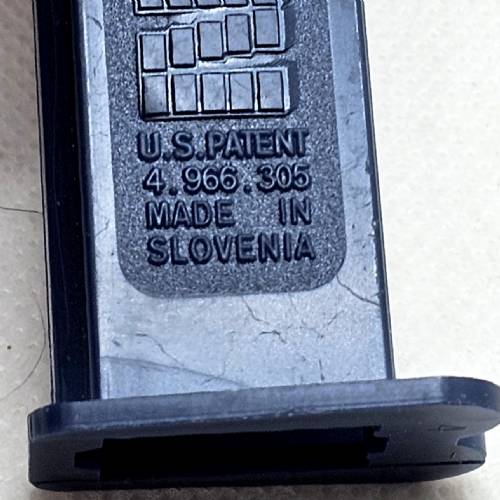 U.S.PATENT
4.966.305
MADE IN
SLOVENIA